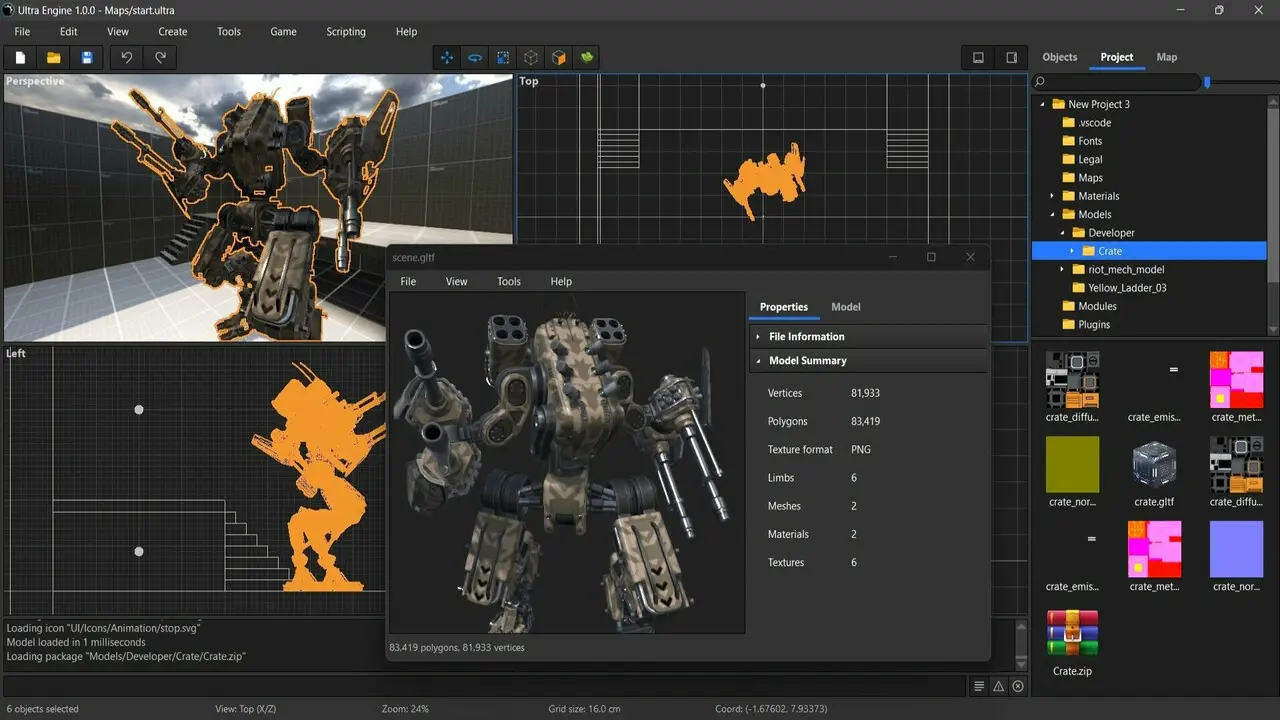 Ultra Engine 1.0.0 - Maps/start.ultra
File Edit View Create Tools Game Scripting Help
Objects Project Map
Perspective
Top
Left
New Project 3
.vscode
Fonts
Legal
Maps
Materials
Models
Developer
Crate
riot_mech_model
Yellow_Ladder_03
Modules
Plugins
scene.gltf
File View Tools Help
Properties Model
File Information
Model Summary
Vertices 81,933
Polygons 83,419
Texture format PNG
Limbs 6
Meshes 2
Materials 2
Textures 6
83,419 polygons, 81,933 vertices
crate_diffu... crate_emis... crate_met...
crate_nor... crate.gltf crate_diffu...
crate_emis... crate_met... crate_nor...
Crate.zip
Loading icon "UI/Icons/Animation/stop.svg"
Model loaded in 1 milliseconds
Loading package "Models/Developer/Crate/Crate.zip"
6 objects selected View: Top (X/Z) Zoom: 24% Grid size: 16.0 cm Coord: (-1.67602, 7.93373)